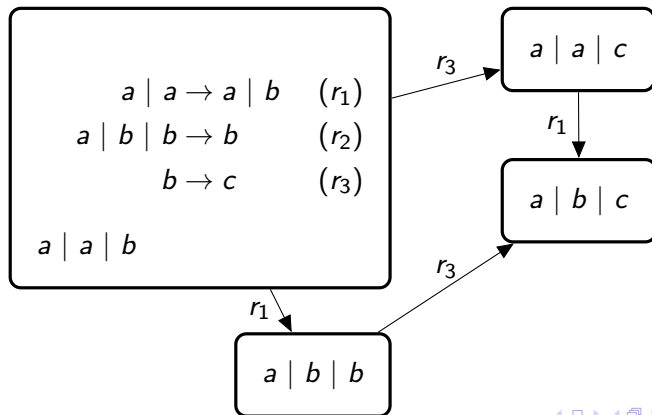 a | a → a | b (r₁)
a | b | b → b (r₂)
b → c (r₃)
a | a | b
r₃
a | a | c
r₁
a | b | c
r₃
r₁
a | b | b